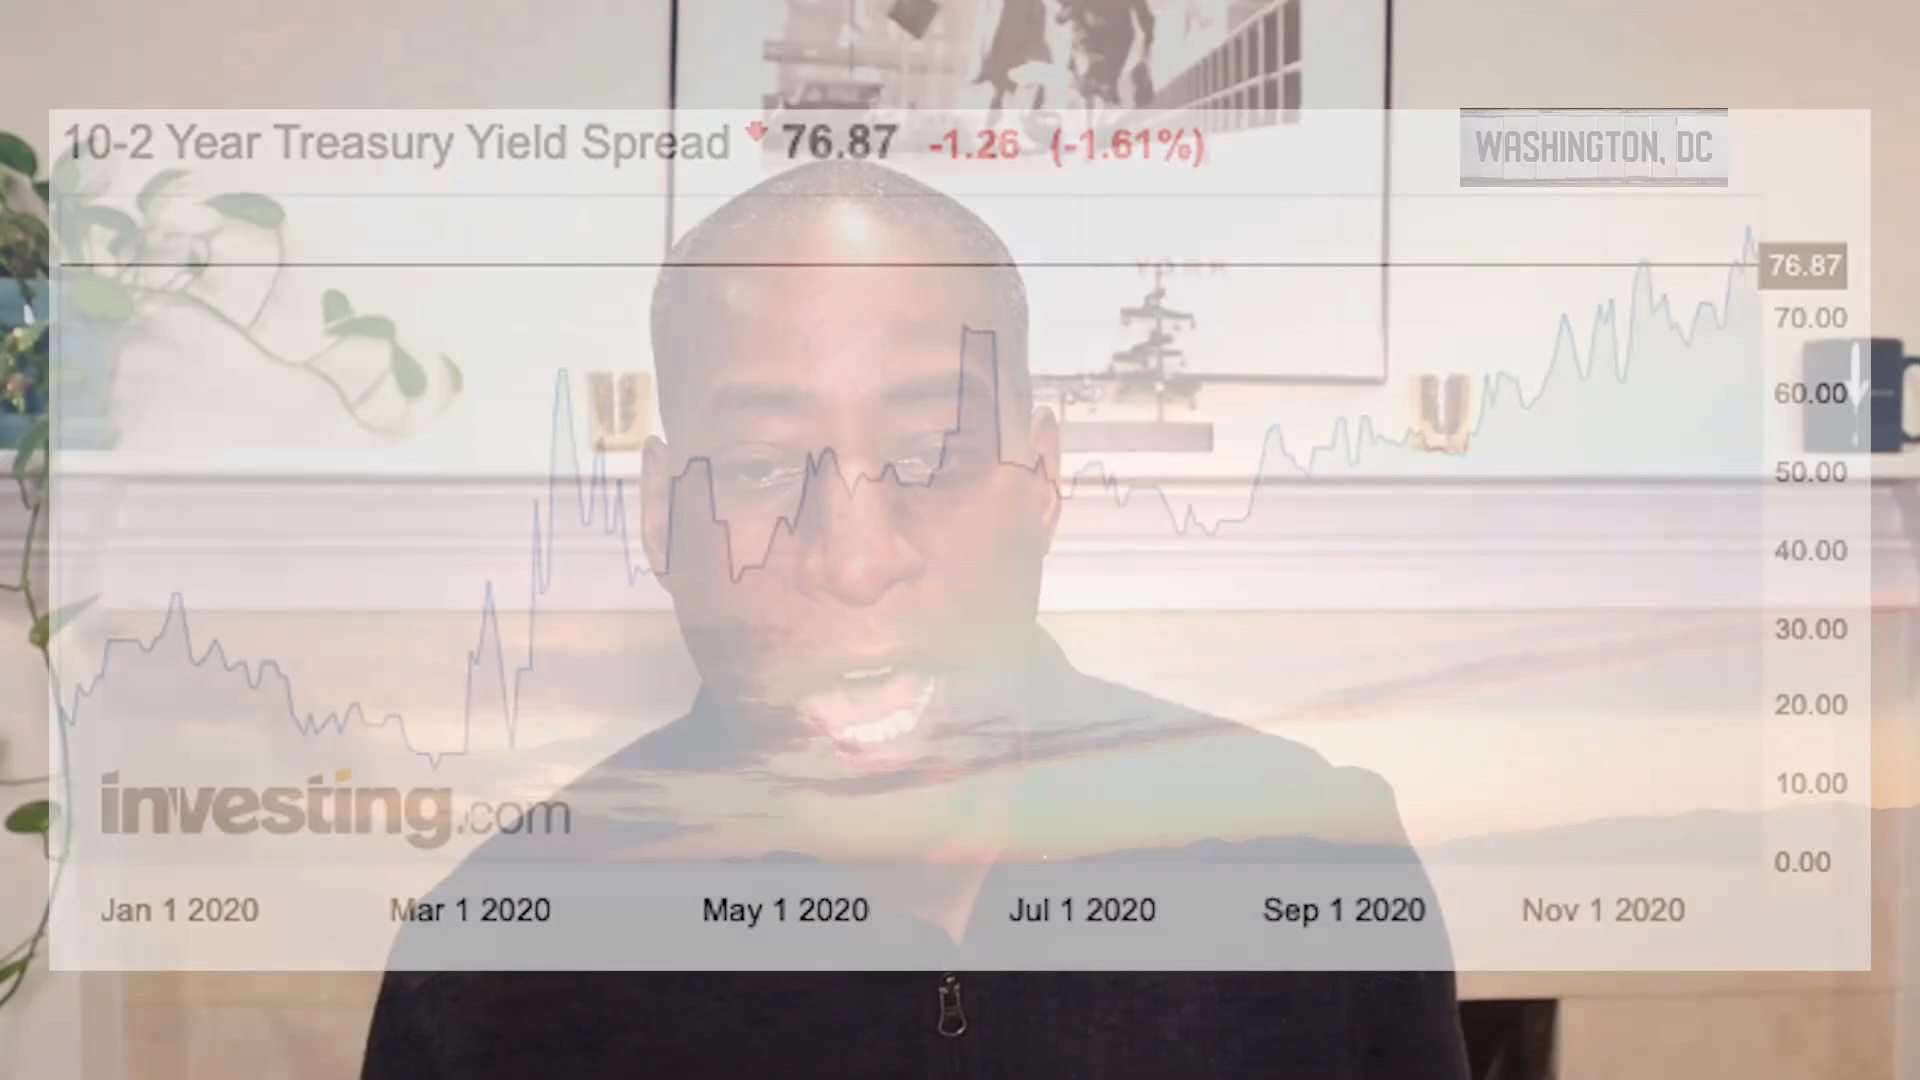 10-2 Year Treasury Yield Spread 76.87 -1.26 (-1.61%)
WASHINGTON, DC
YORK
76.87
70.00
60.00
50.00
40.00
30.00
20.00
10.00
0.00
investing.com
Jan 1 2020 Mar 1 2020 May 1 2020 Jul 1 2020 Sep 1 2020 Nov 1 2020